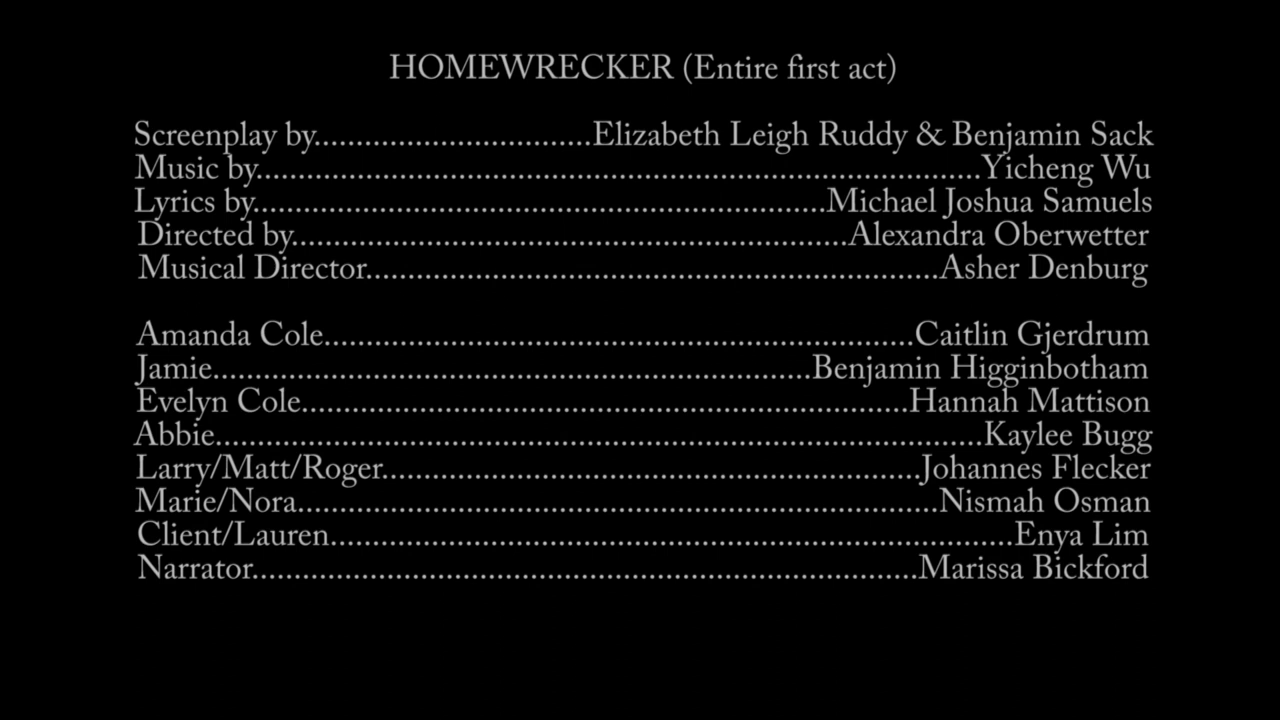 HOMEWRECKER (Entire first act)
Screenplay by.................................Elizabeth Leigh Ruddy & Benjamin Sack
Music by.......................................................................................Yicheng Wu
Lyrics by.....................................................................Michael Joshua Samuels
Directed by...................................................................Alexandra Oberwetter
Musical Director.....................................................................Asher Denburg
Amanda Cole.......................................................................Caitlin Gjerdrum
Jamie........................................................................Benjamin Higginbotham
Evelyn Cole.........................................................................Hannah Mattison
Abbie............................................................................................Kaylee Bugg
Larry/Matt/Roger................................................................Johannes Flecker
Marie/Nora.............................................................................Nismah Osman
Client/Lauren..................................................................................Enya Lim
Narrator................................................................................Marissa Bickford